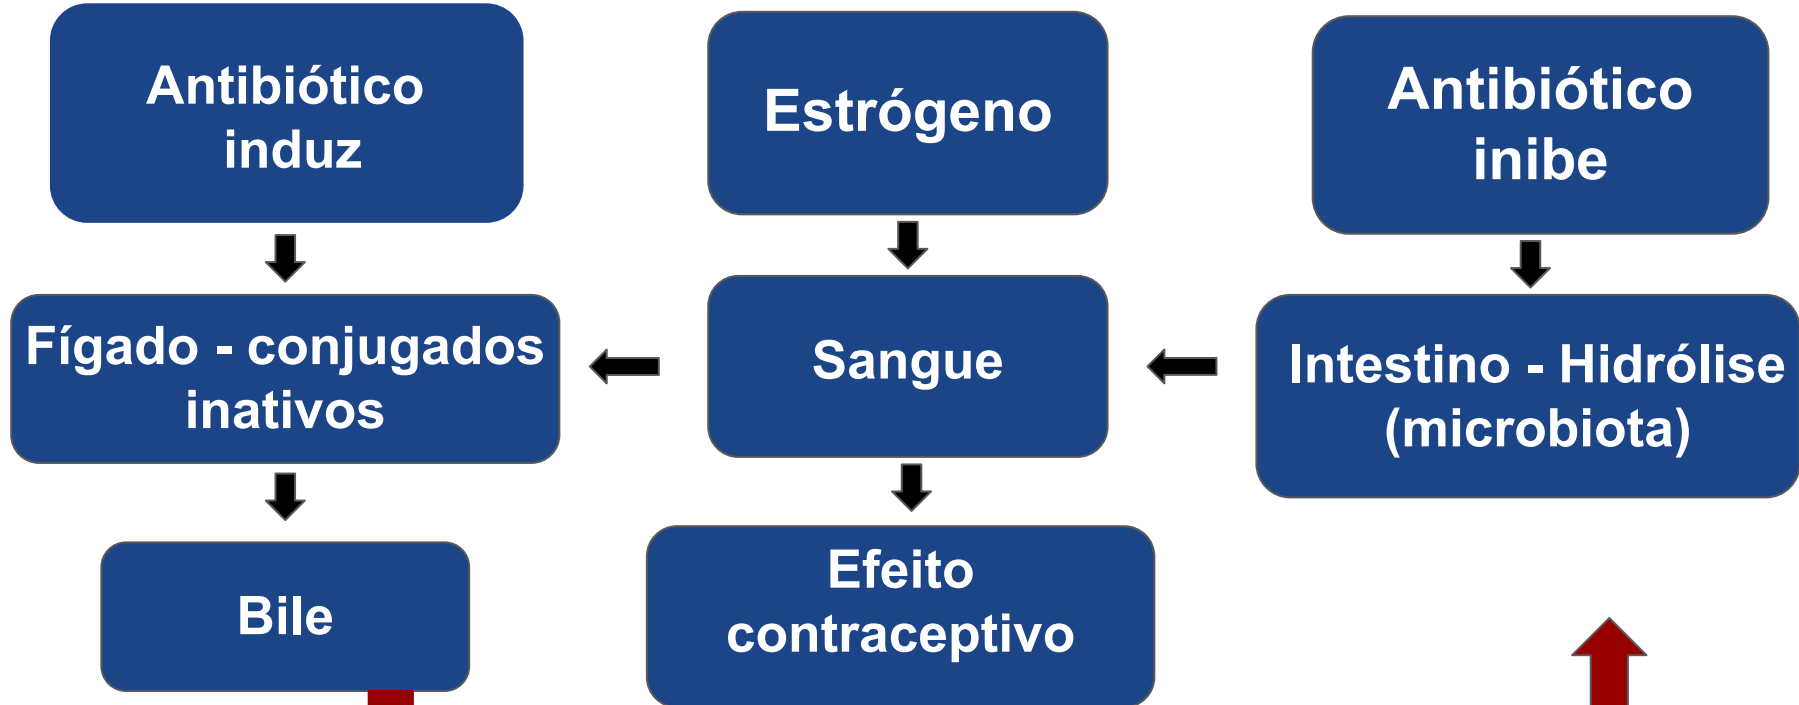 Antibiótico
induz
Estrógeno
Antibiótico
inibe
Fígado - conjugados
inativos
Sangue
Intestino - Hidrólise
(microbiota)
Bile
Efeito
contraceptivo